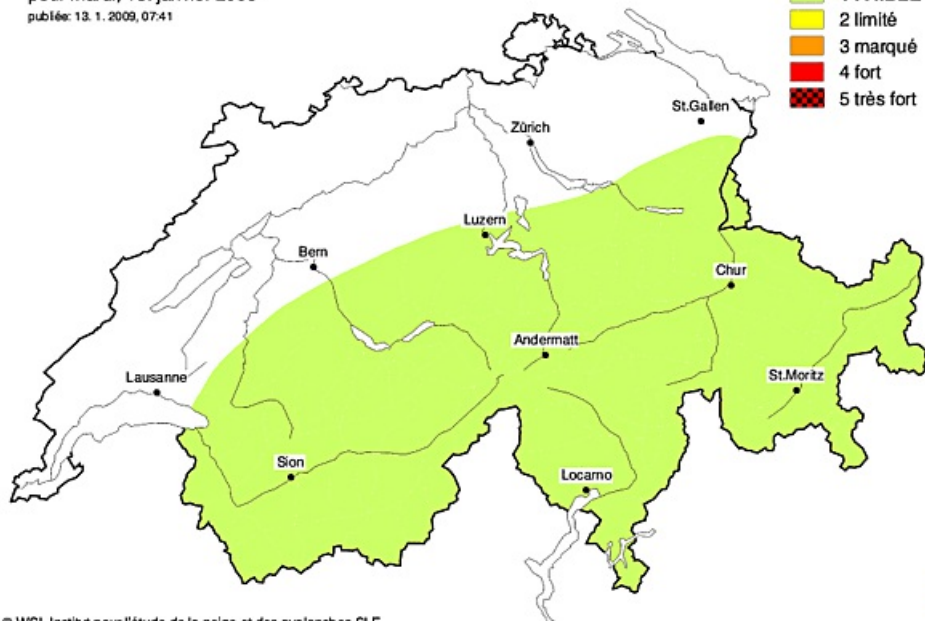 publiée: 13. 1. 2009, 07:41
2 limité
3 marqué
4 fort
5 très fort
St.Gallen
Zürich
Luzern
Bern
Chur
Andermatt
Lausanne
St.Moritz
Sion
Locarno